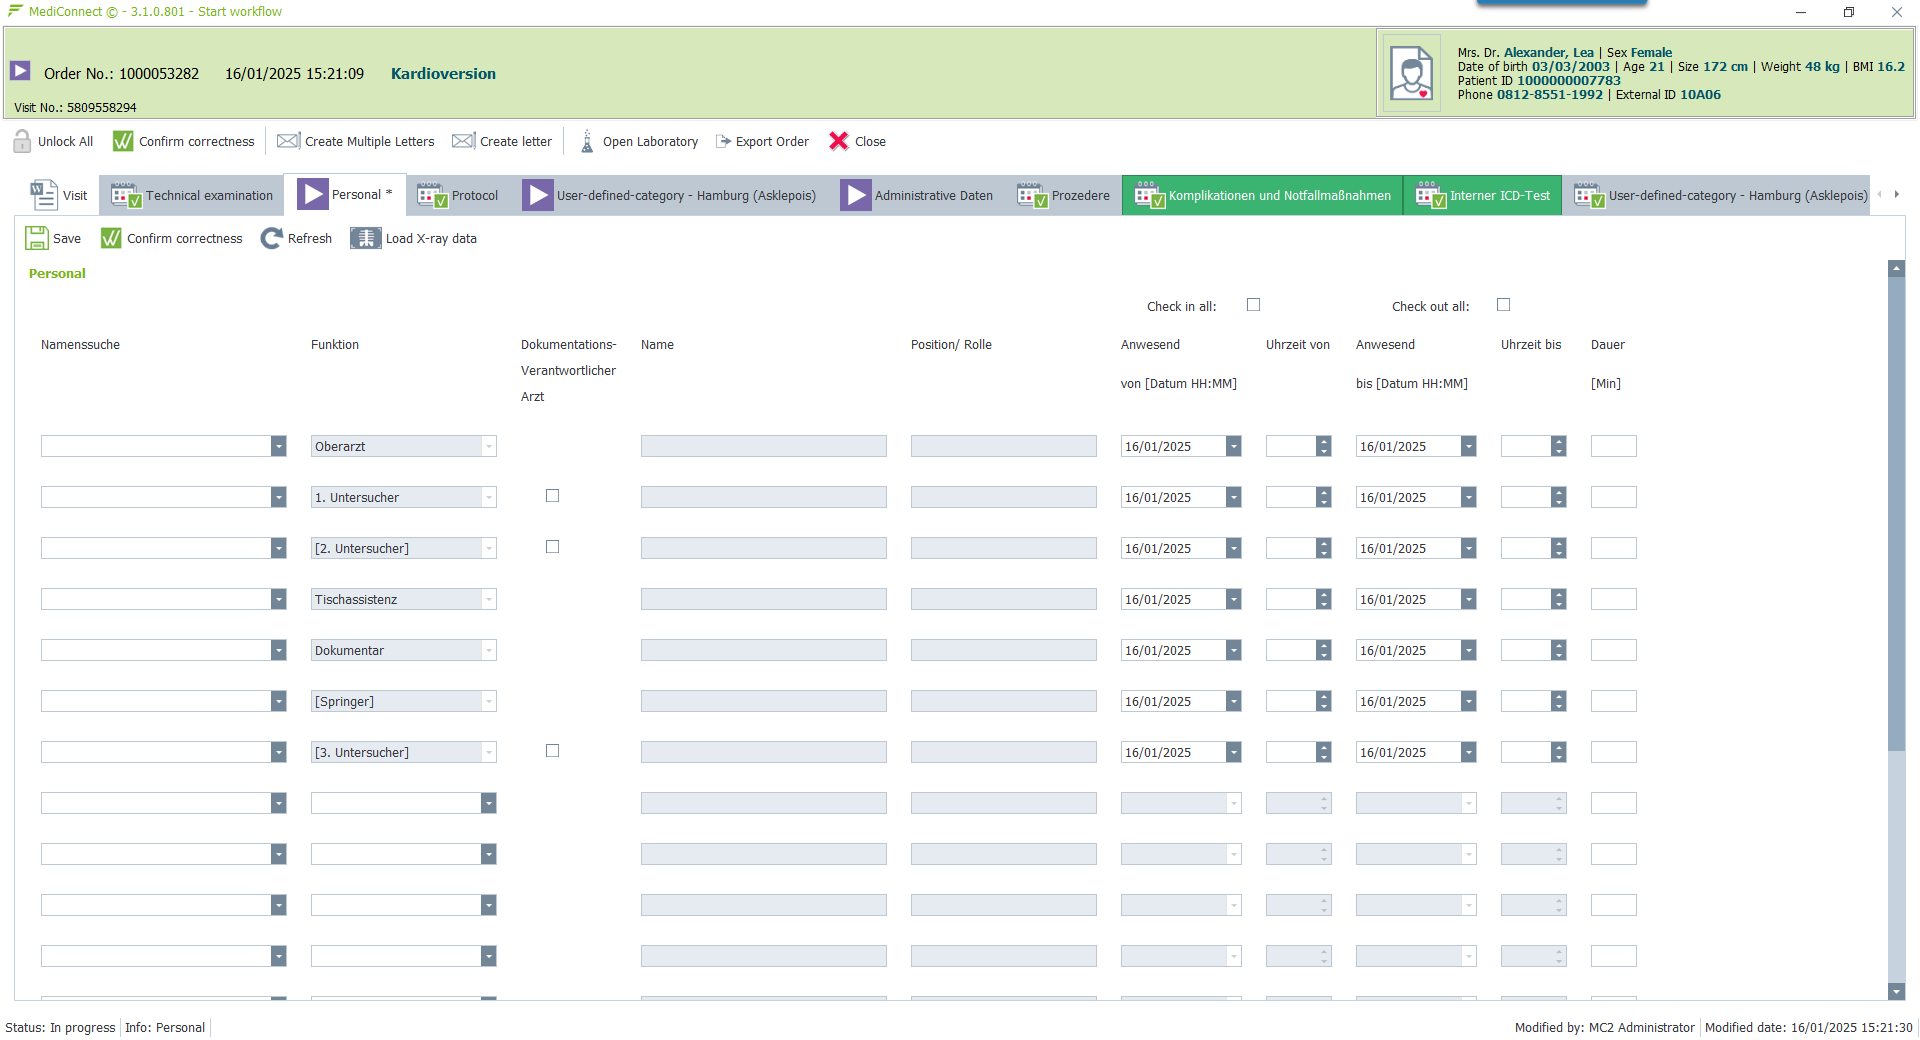 MediConnect © - 3.1.0.801 - Start workflow
Order No.: 1000053282 16/01/2025 15:21:09 Kardioversion
Visit No.: 5809558294
Mrs. Dr. Alexander, Lea | Sex Female
Date of birth 03/03/2003 | Age 21 | Size 172 cm | Weight 48 kg | BMI 16.2
Patient ID 1000000007783
Phone 0812-8551-1992 | External ID 10A06
Unlock All Confirm correctness Create Multiple Letters Create letter Open Laboratory Export Order Close
Visit Technical examination Personal * Protocol User-defined-category - Hamburg (Asklepois) Administrative Daten Prozedere Komplikationen und Notfallmaßnahmen Interner ICD-Test User-defined-category - Hamburg (Asklepois)
Save Confirm correctness Refresh Load X-ray data
Personal
Check in all: Check out all:
Namenssuche Funktion Dokumentations- Name Position/ Rolle Anwesend Uhrzeit von Anwesend Uhrzeit bis Dauer
Verantwortlicher
von [Datum HH:MM] bis [Datum HH:MM] [Min]
Arzt
Oberarzt 16/01/2025 16/01/2025
1. Untersucher 16/01/2025 16/01/2025
[2. Untersucher] 16/01/2025 16/01/2025
Tischassistenz 16/01/2025 16/01/2025
Dokumentar 16/01/2025 16/01/2025
[Springer] 16/01/2025 16/01/2025
[3. Untersucher] 16/01/2025 16/01/2025
Status: In progress Info: Personal Modified by: MC2 Administrator Modified date: 16/01/2025 15:21:30